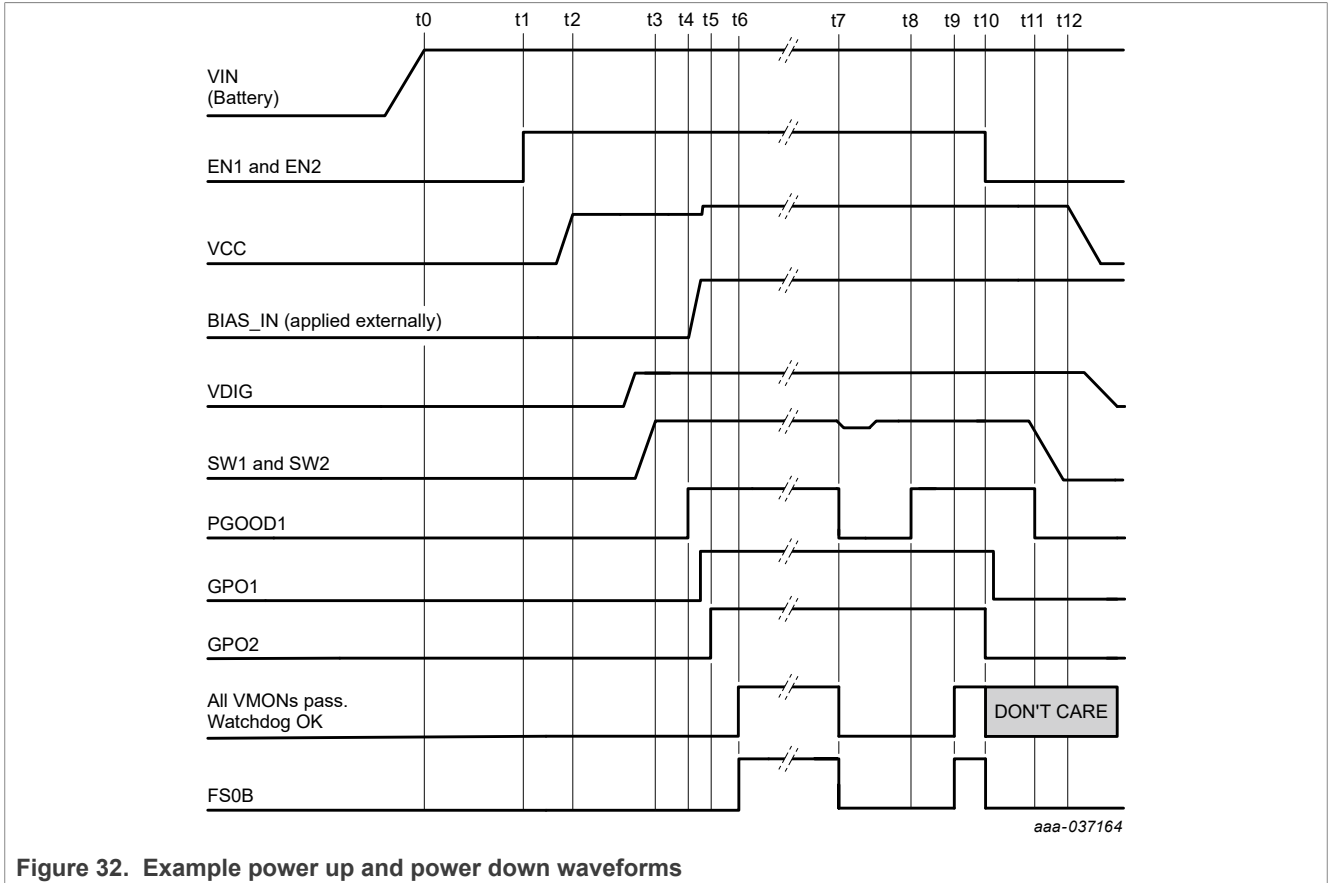 t0 t1 t2 t3 t4 t5 t6 t7 t8 t9 t10 t11 t12
VIN
(Battery)
EN1 and EN2
VCC
BIAS_IN (applied externally)
VDIG
SW1 and SW2
PGOOD1
GPO1
GPO2
All VMONs pass.
Watchdog OK
DON'T CARE
FS0B
aaa-037164
Figure 32. Example power up and power down waveforms